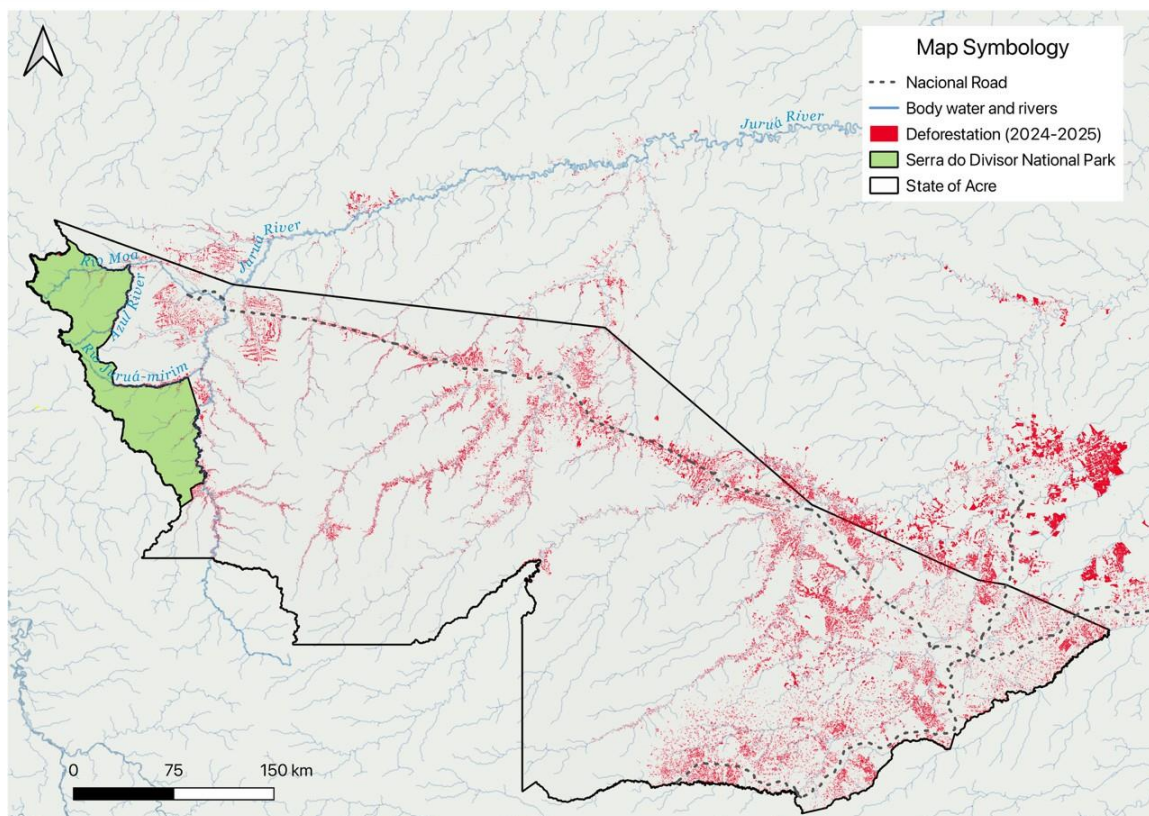 Map Symbology
Nacional Road
Body water and rivers
Deforestation (2024-2025)
Serra do Divisor National Park
State of Acre
Juruá River
Juruá River
Rio Moa
Azul River
Rio Juruá-mirim
0 75 150 km